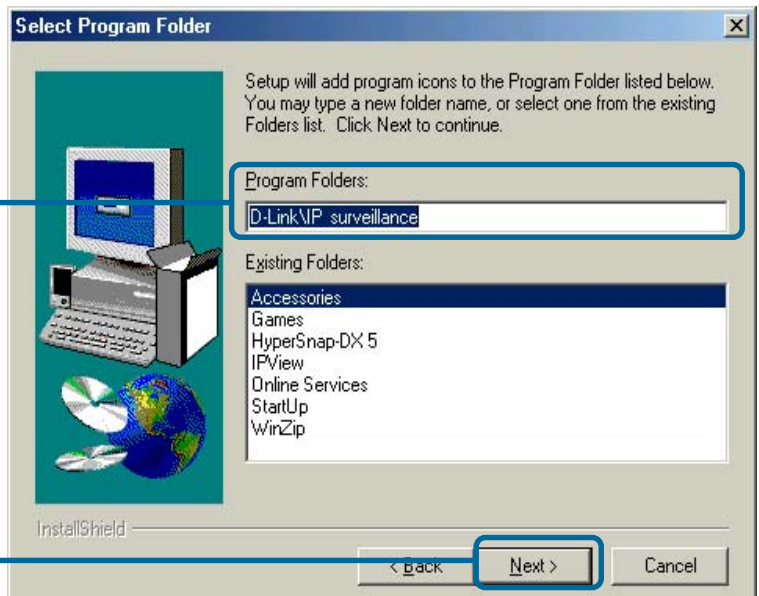 Select Program Folder
Setup will add program icons to the Program Folder listed below.
You may type a new folder name, or select one from the existing
Folders list. Click Next to continue.
Program Folders:
D-Link\IP surveillance
Existing Folders:
Accessories
Games
HyperSnap-DX 5
IPView
Online Services
StartUp
WinZip
InstallShield
< Back
Next >
Cancel